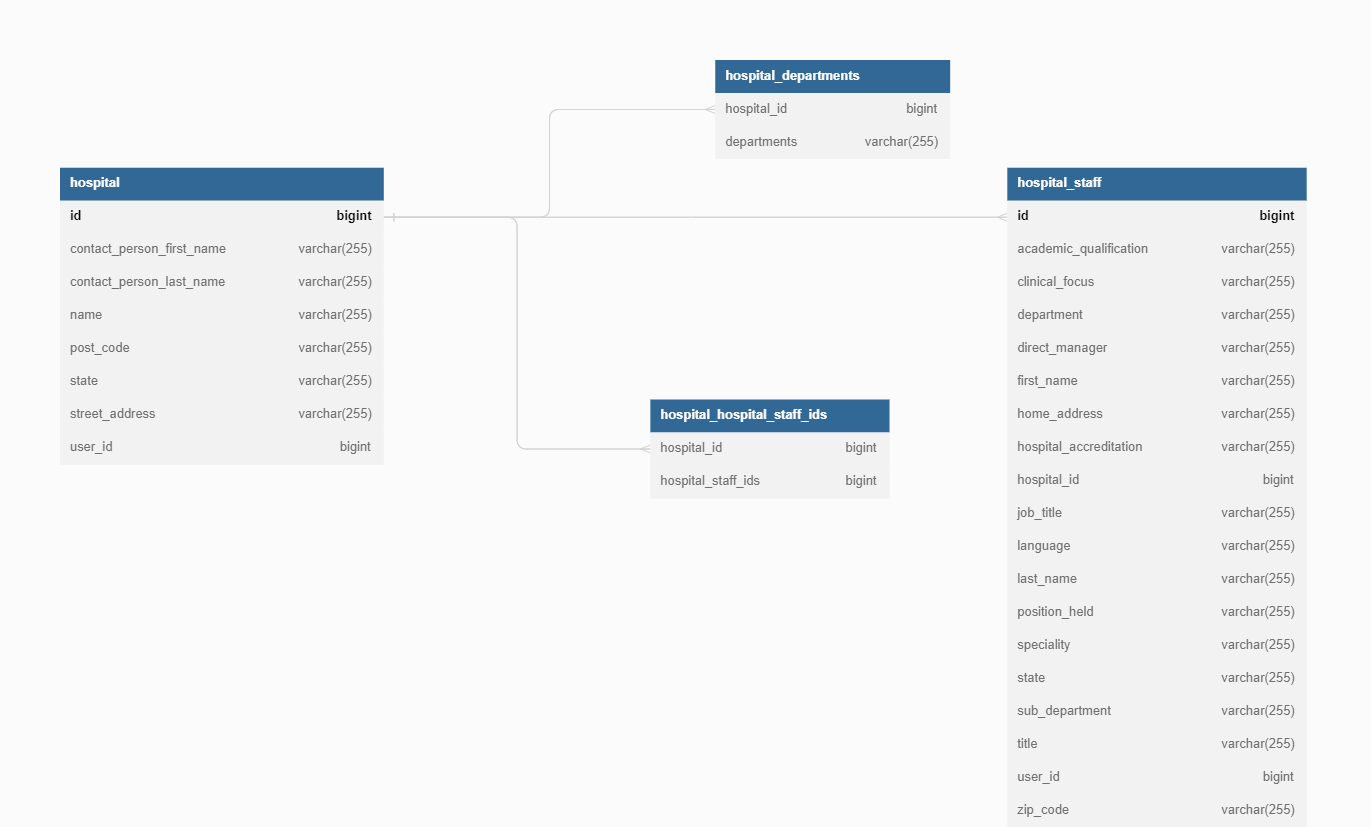 hospital_departments
hospital_id bigint
departments varchar(255)
hospital
id bigint
contact_person_first_name varchar(255)
contact_person_last_name varchar(255)
name varchar(255)
post_code varchar(255)
state varchar(255)
street_address varchar(255)
user_id bigint
hospital_hospital_staff_ids
hospital_id bigint
hospital_staff_ids bigint
hospital_staff
id bigint
academic_qualification varchar(255)
clinical_focus varchar(255)
department varchar(255)
direct_manager varchar(255)
first_name varchar(255)
home_address varchar(255)
hospital_accreditation varchar(255)
hospital_id bigint
job_title varchar(255)
language varchar(255)
last_name varchar(255)
position_held varchar(255)
speciality varchar(255)
state varchar(255)
sub_department varchar(255)
title varchar(255)
user_id bigint
zip_code varchar(255)